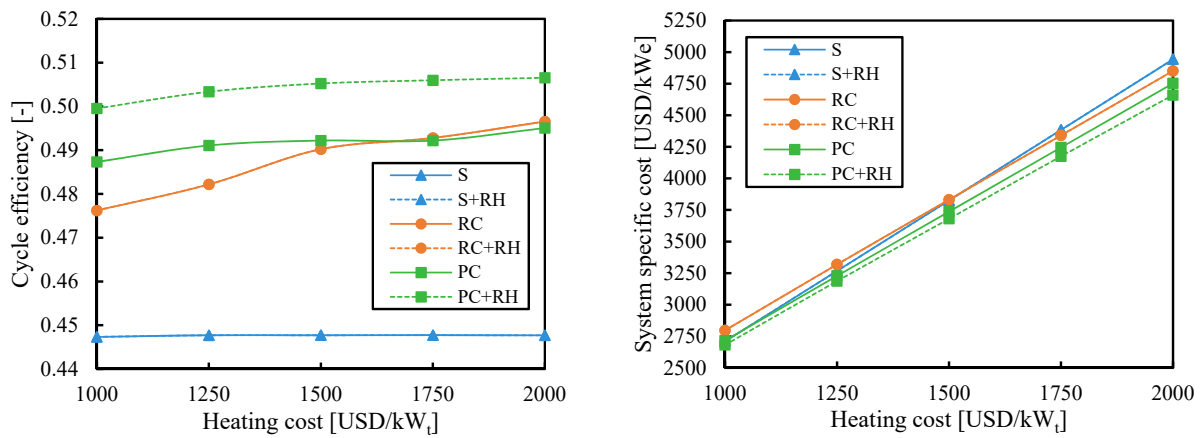 0.52
0.51
0.50
0.49
0.48
0.47
0.46
0.45
0.44
Cycle efficiency [-]
S
S+RH
RC
RC+RH
PC
PC+RH
1000 1250 1500 1750 2000
Heating cost [USD/kWt]
5250
5000
4750
4500
4250
4000
3750
3500
3250
3000
2750
2500
System specific cost [USD/kWe]
S
S+RH
RC
RC+RH
PC
PC+RH
1000 1250 1500 1750 2000
Heating cost [USD/kWt]